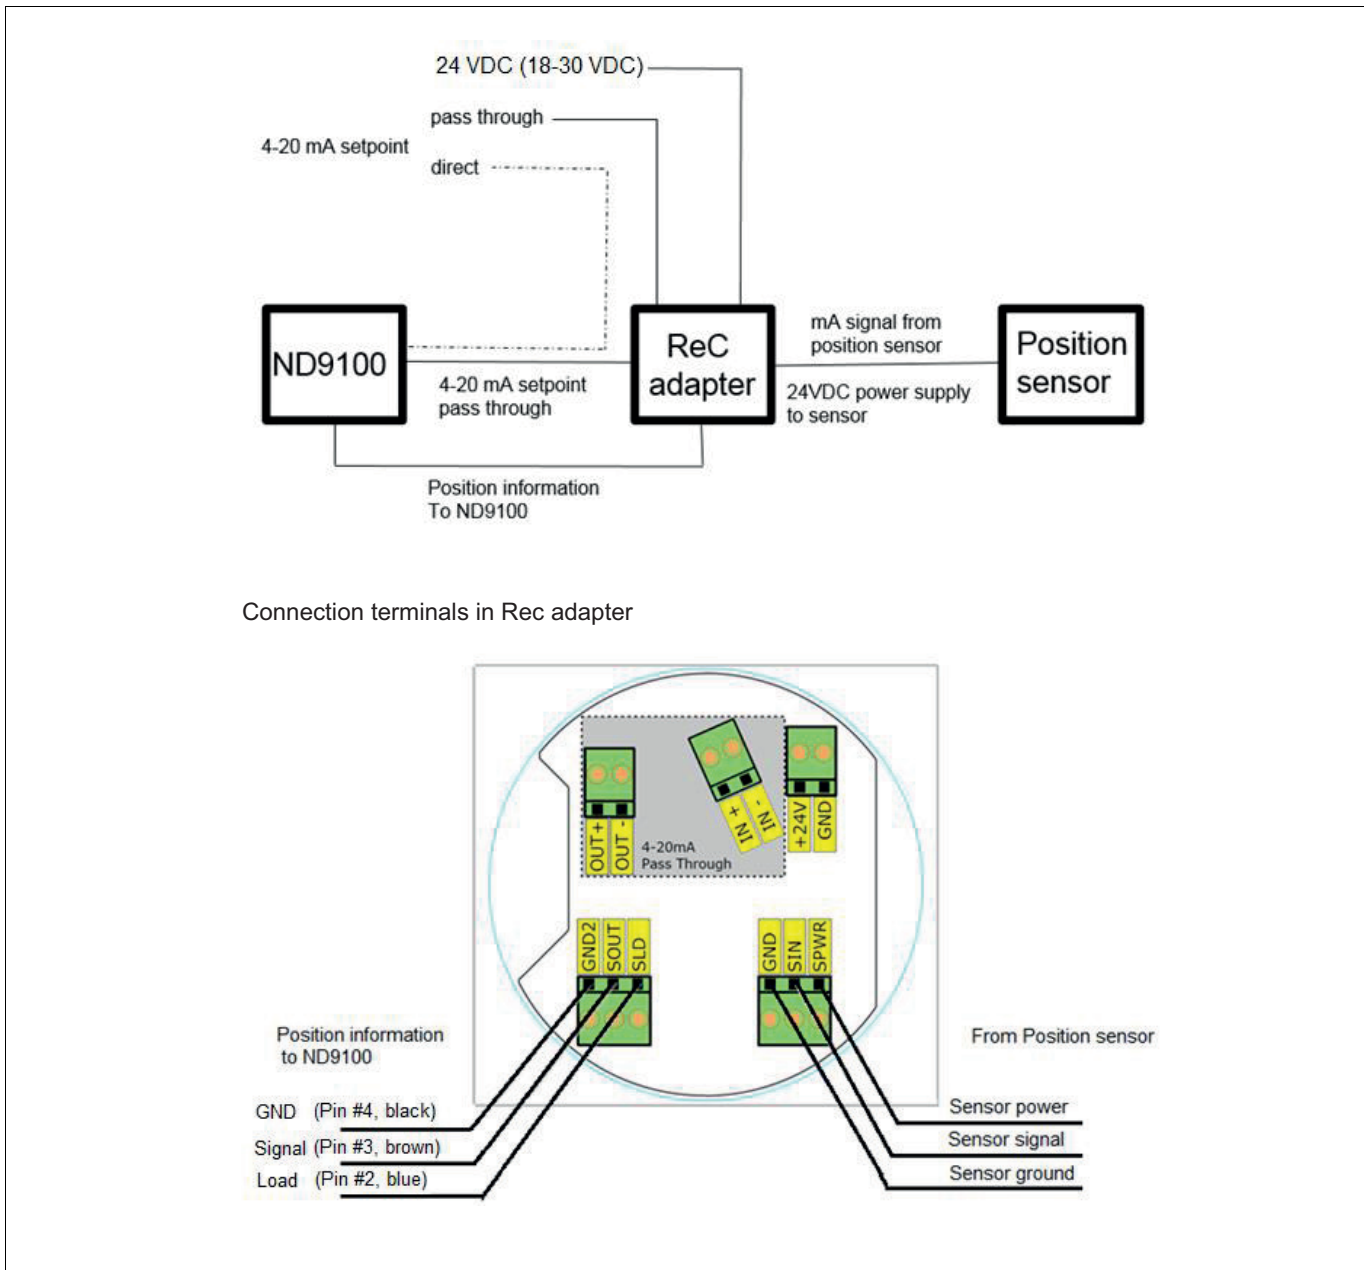 24 VDC (18-30 VDC)
pass through
4-20 mA setpoint
direct
ND9100
ReC
adapter
mA signal from
position sensor
Position
sensor
4-20 mA setpoint
pass through
24VDC power supply
to sensor
Position information
To ND9100
Connection terminals in Rec adapter
OUT+
OUT -
+ IN
- IN
+24V
GND
4-20mA
Pass Through
GND2
SOUT
SLD
GND
SIN
SPWR
Position information
to ND9100
From Position sensor
GND (Pin #4, black)
Signal (Pin #3, brown)
Load (Pin #2, blue)
Sensor power
Sensor signal
Sensor ground